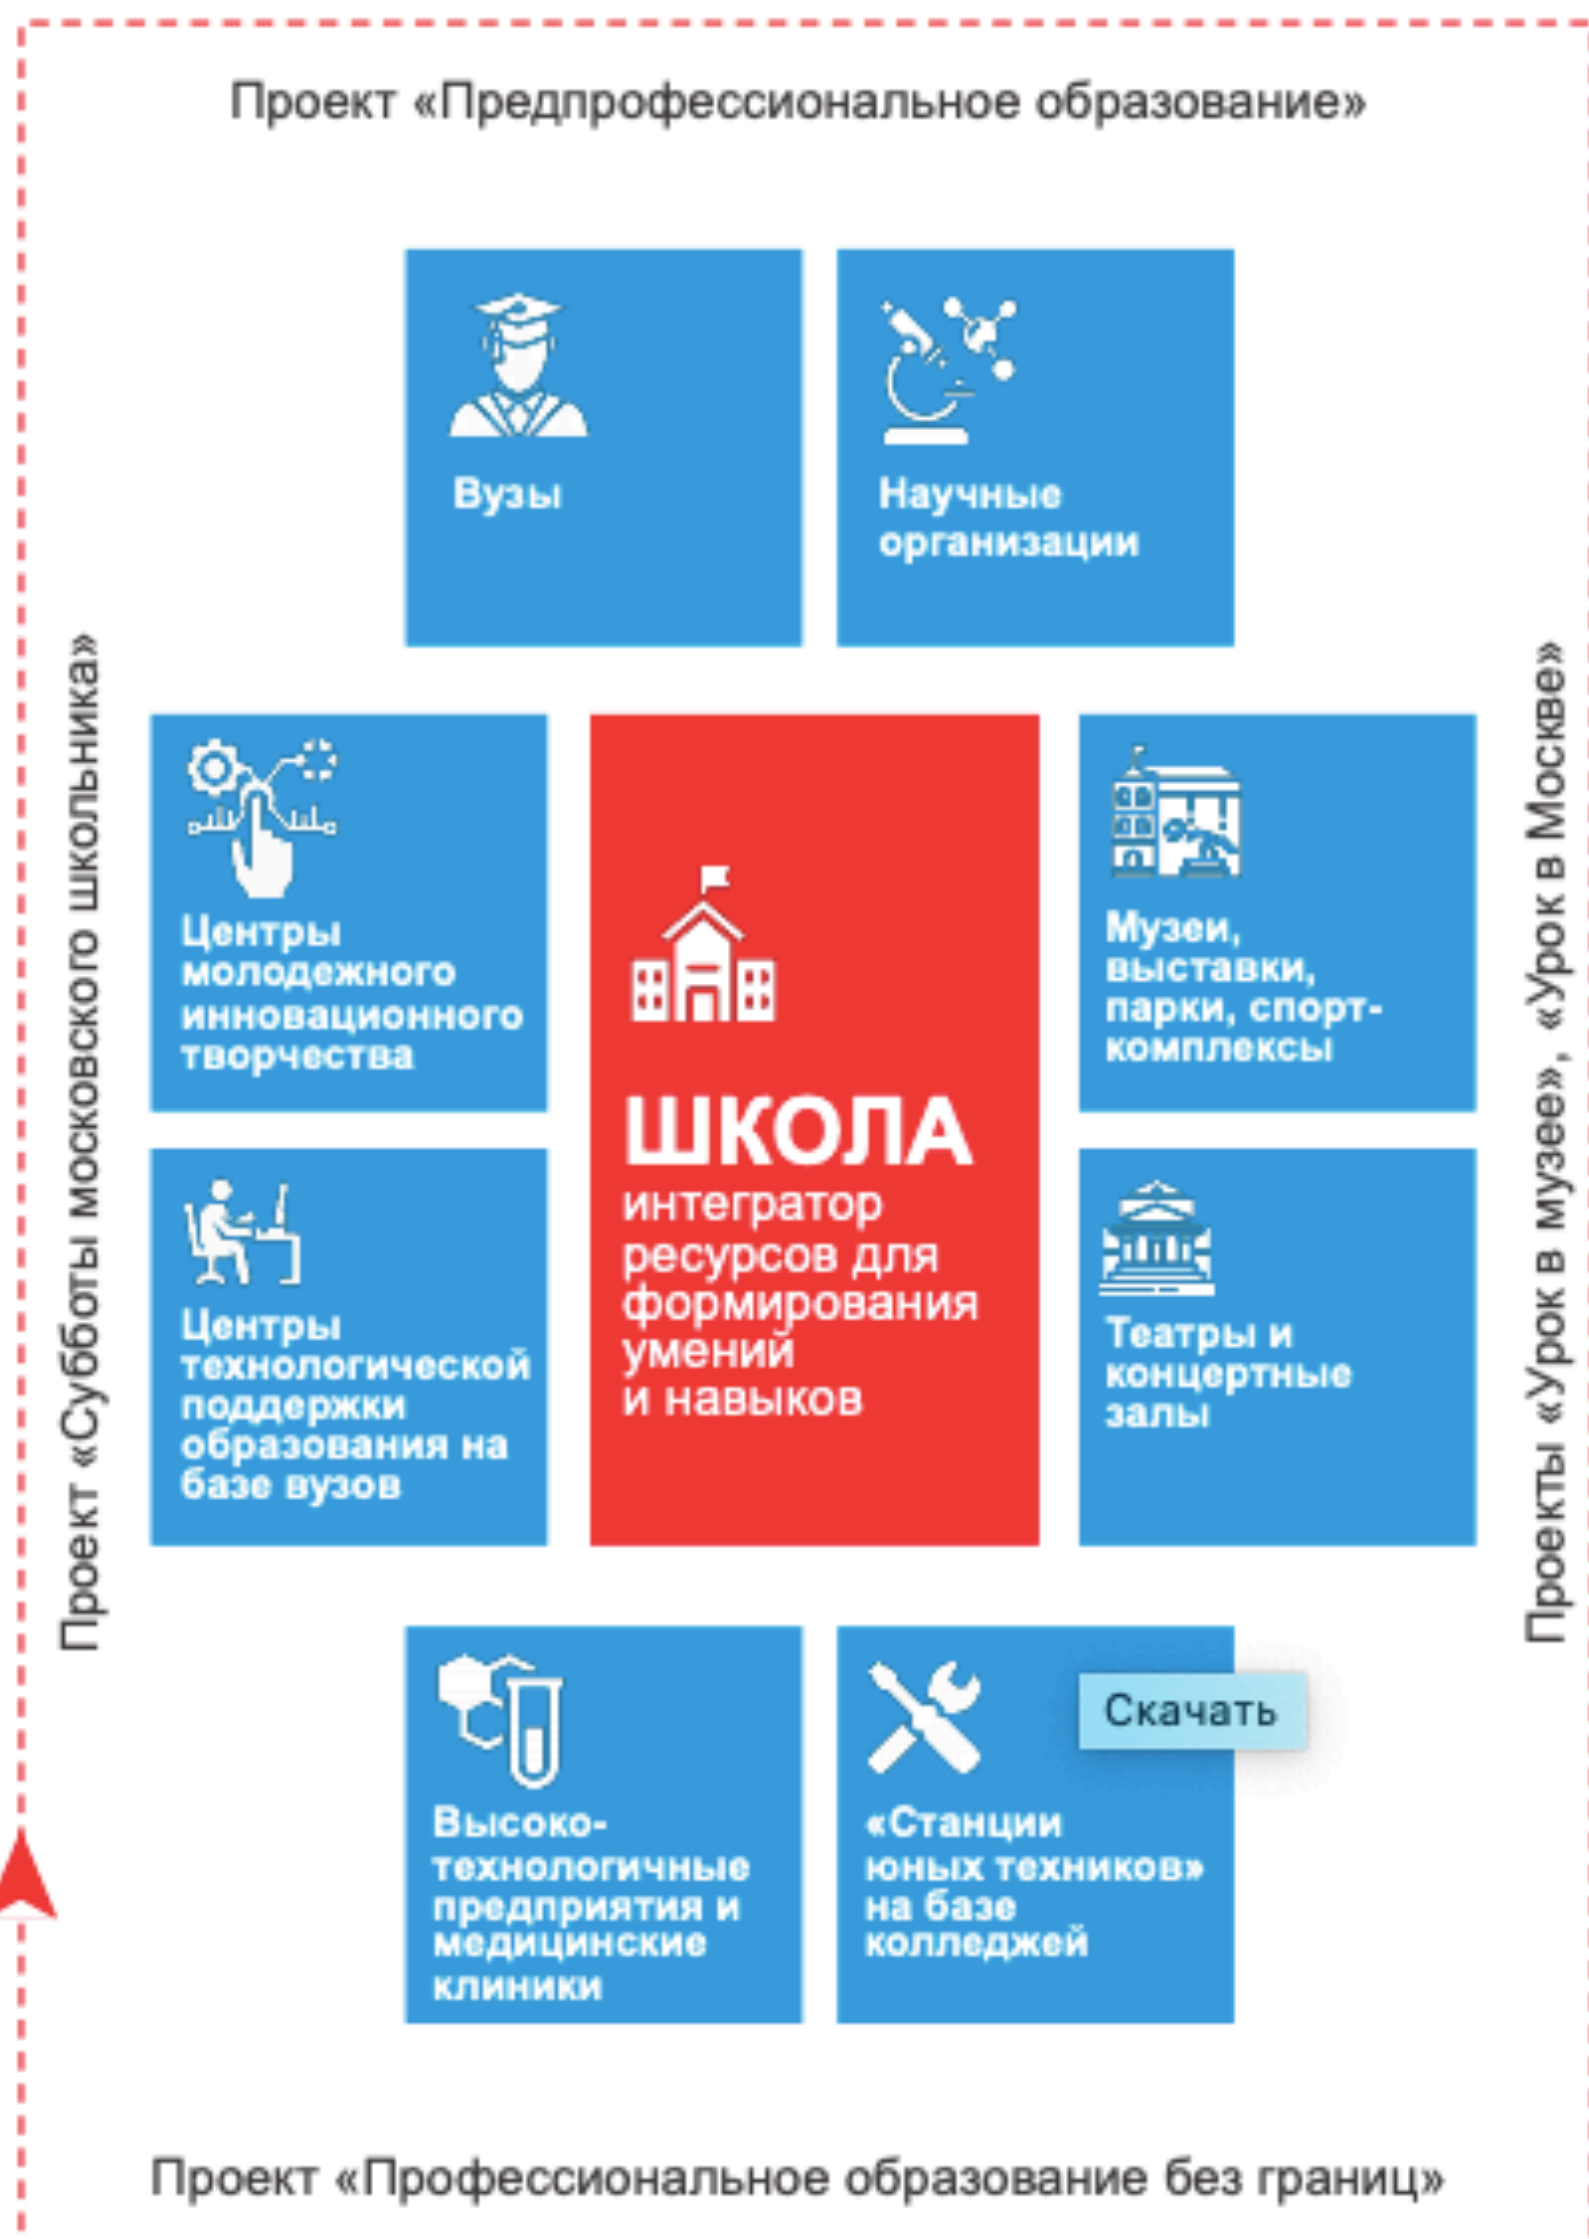 Проект «Предпрофессиональное образование»
Вузы
Научные
организации
Проект «Субботы московского школьника»
Центры
молодежного
инновационного
творчества
Центры
технологической
поддержки
образования на
базе вузов
ШКОЛА
интегратор
ресурсов для
формирования
умений
и навыков
Музеи,
выставки,
парки, спорт-
комплексы
Театры и
концертные
залы
Проекты «Урок в музее», «Урок в Москве»
Высоко-
технологичные
предприятия и
медицинские
клиники
Скачать
«Станции
юных техников»
на базе
колледжей
Проект «Профессиональное образование без границ»